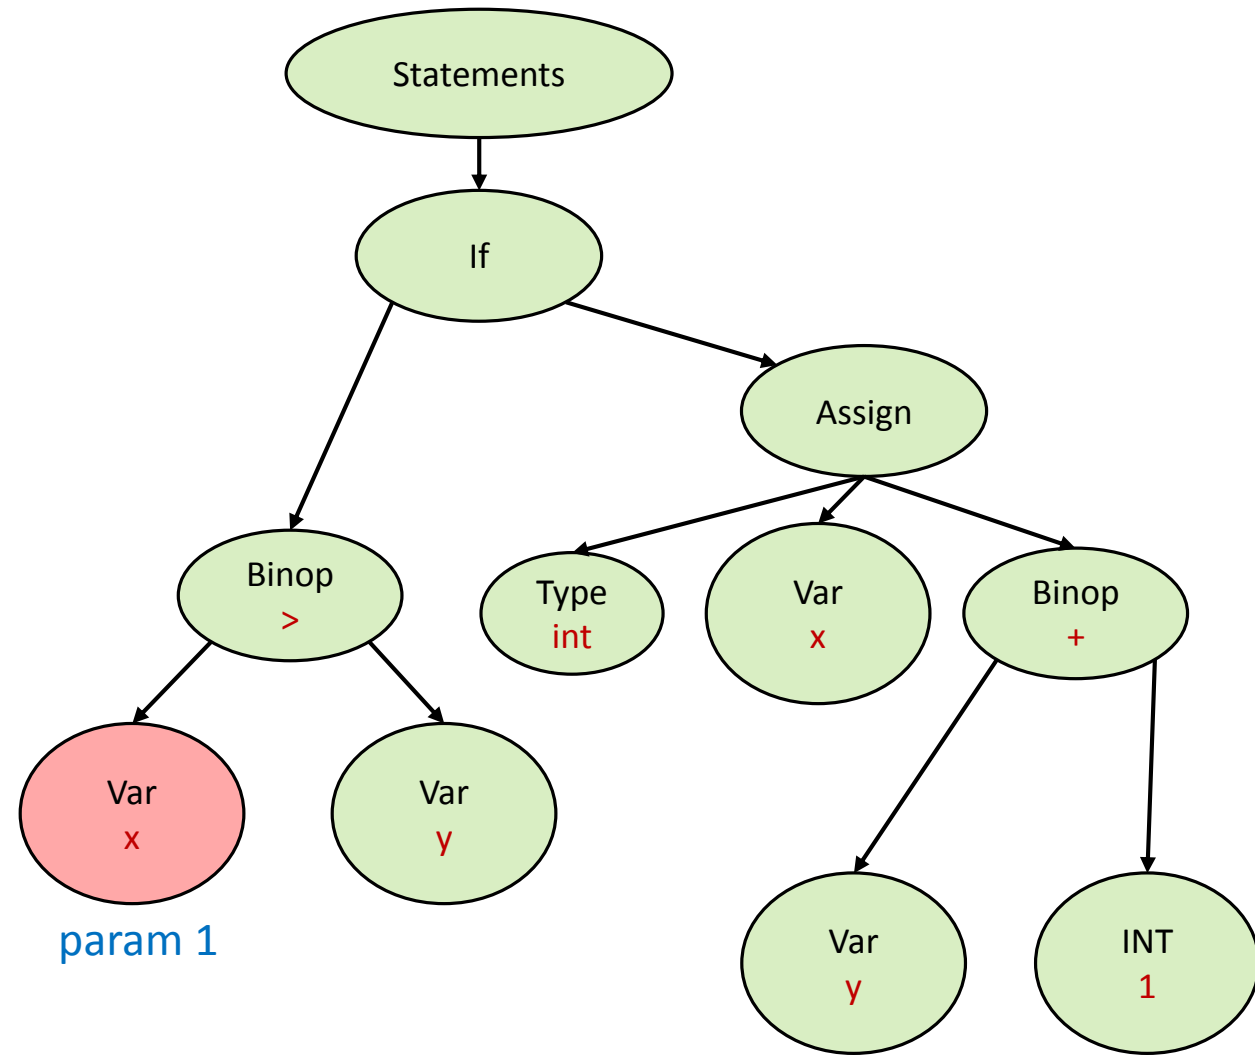 Statements
If
Assign
Binop
>
Type
int
Var
x
Binop
+
Var
x
Var
y
param 1
Var
y
INT
1